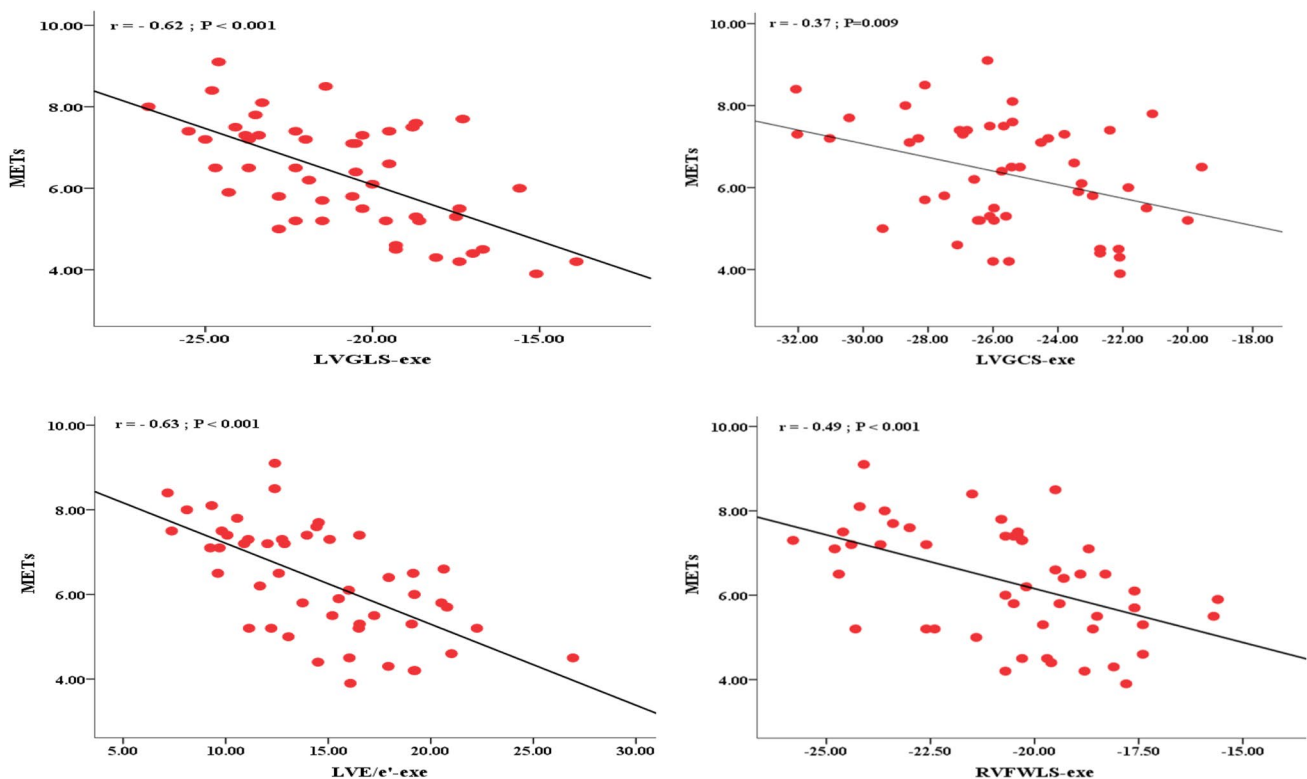 r = - 0.62 ; P < 0.001
10.00
8.00
6.00
4.00
METs
-25.00 -20.00 -15.00
LVGLS-exe
r = - 0.37 ; P=0.009
10.00
8.00
6.00
4.00
METs
-32.00 -30.00 -28.00 -26.00 -24.00 -22.00 -20.00 -18.00
LVGCS-exe
r = - 0.63 ; P < 0.001
10.00
8.00
6.00
4.00
METs
5.00 10.00 15.00 20.00 25.00 30.00
LVE/e'-exe
r = - 0.49 ; P < 0.001
10.00
8.00
6.00
4.00
METs
-25.00 -22.50 -20.00 -17.50 -15.00
RVFWLS-exe